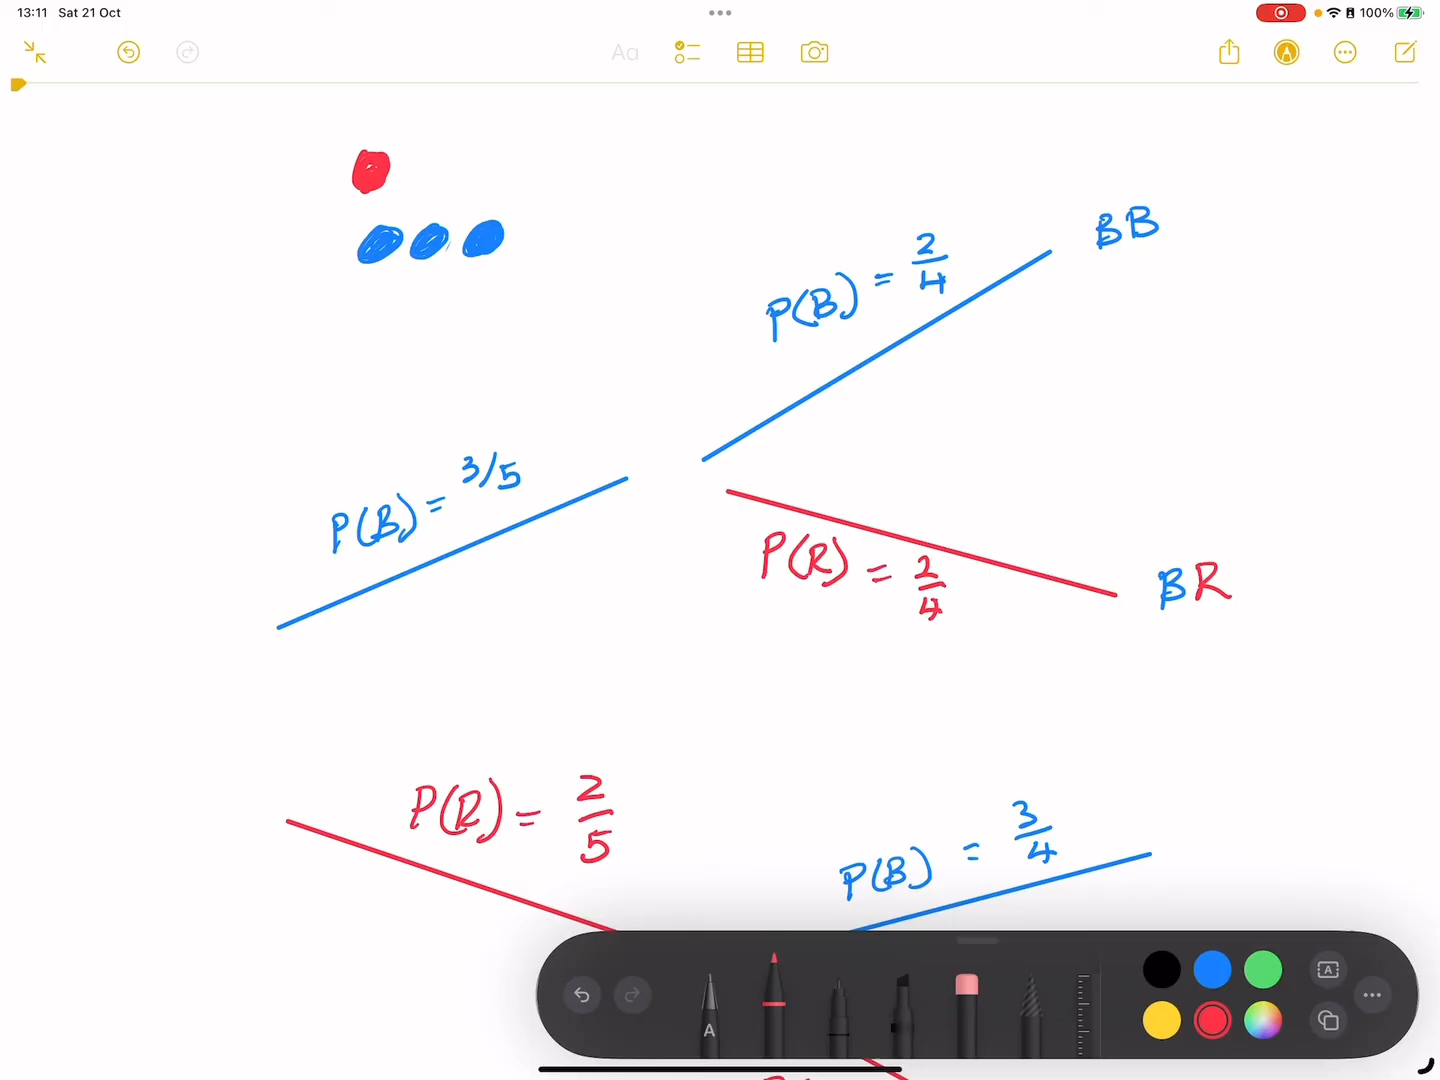 13:11 Sat 21 Oct
100%
Aa
BB
P(B) = 2/4
P(B) = 3/5
P(R) = 2/4
BR
P(R) = 2/5
P(B) = 3/4
A
A